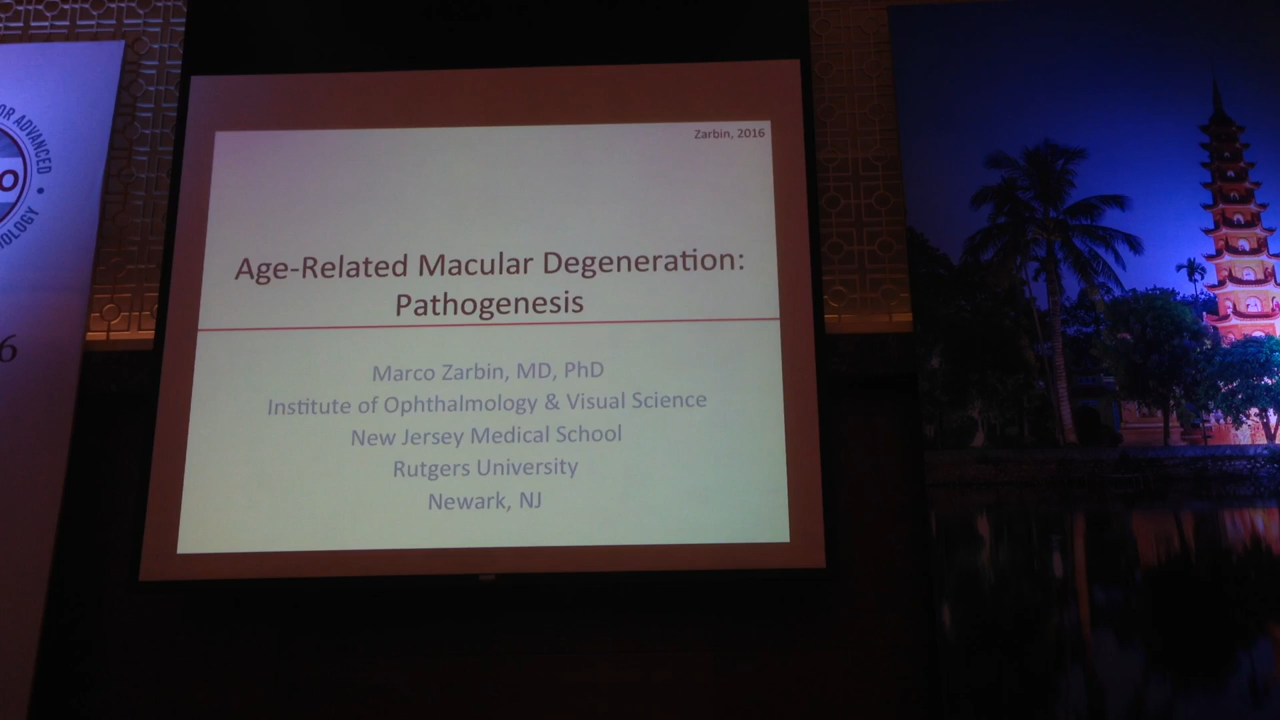 OR ADVANCED
O
OLOGY
6
Zarbin, 2016
Age-Related Macular Degeneration:
Pathogenesis
Marco Zarbin, MD, PhD
Institute of Ophthalmology & Visual Science
New Jersey Medical School
Rutgers University
Newark, NJ